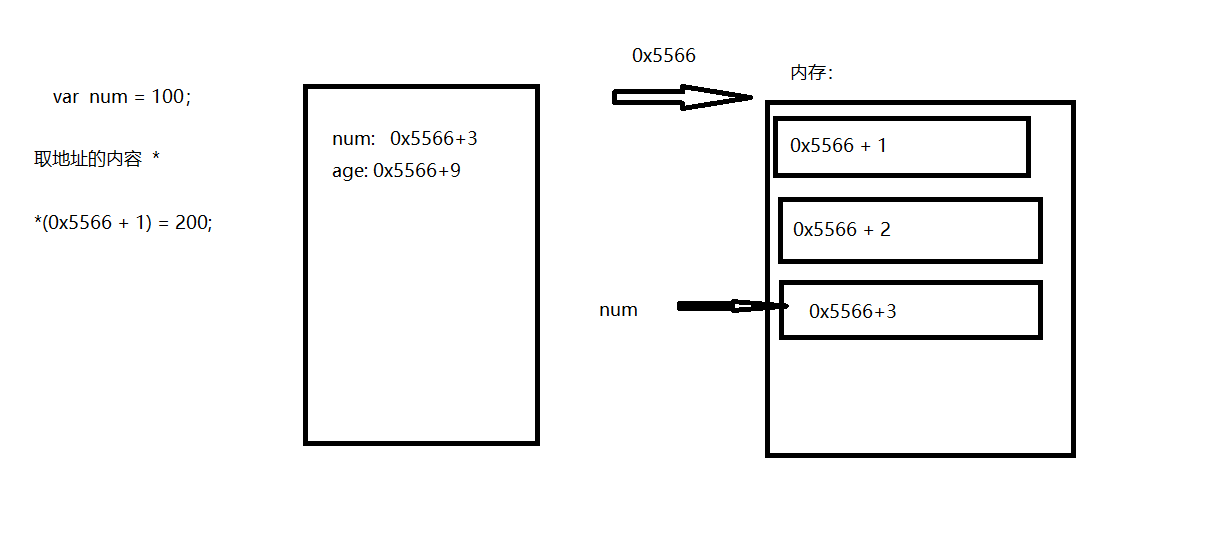 var num = 100；
取地址的内容 *
*(0x5566 + 1) = 200;
num: 0x5566+3
age: 0x5566+9
0x5566
内存：
0x5566 + 1
0x5566 + 2
num
0x5566+3